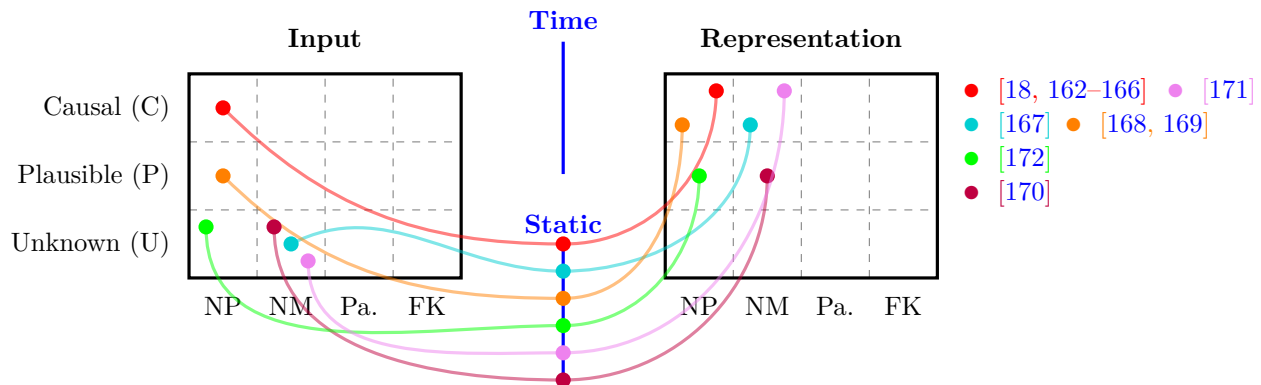 Time
Input
Representation
Causal (C)
[18, 162–166] [171]
[167] [168, 169]
[172]
Plausible (P)
[170]
Static
Unknown (U)
NP NM Pa. FK
NP NM Pa. FK